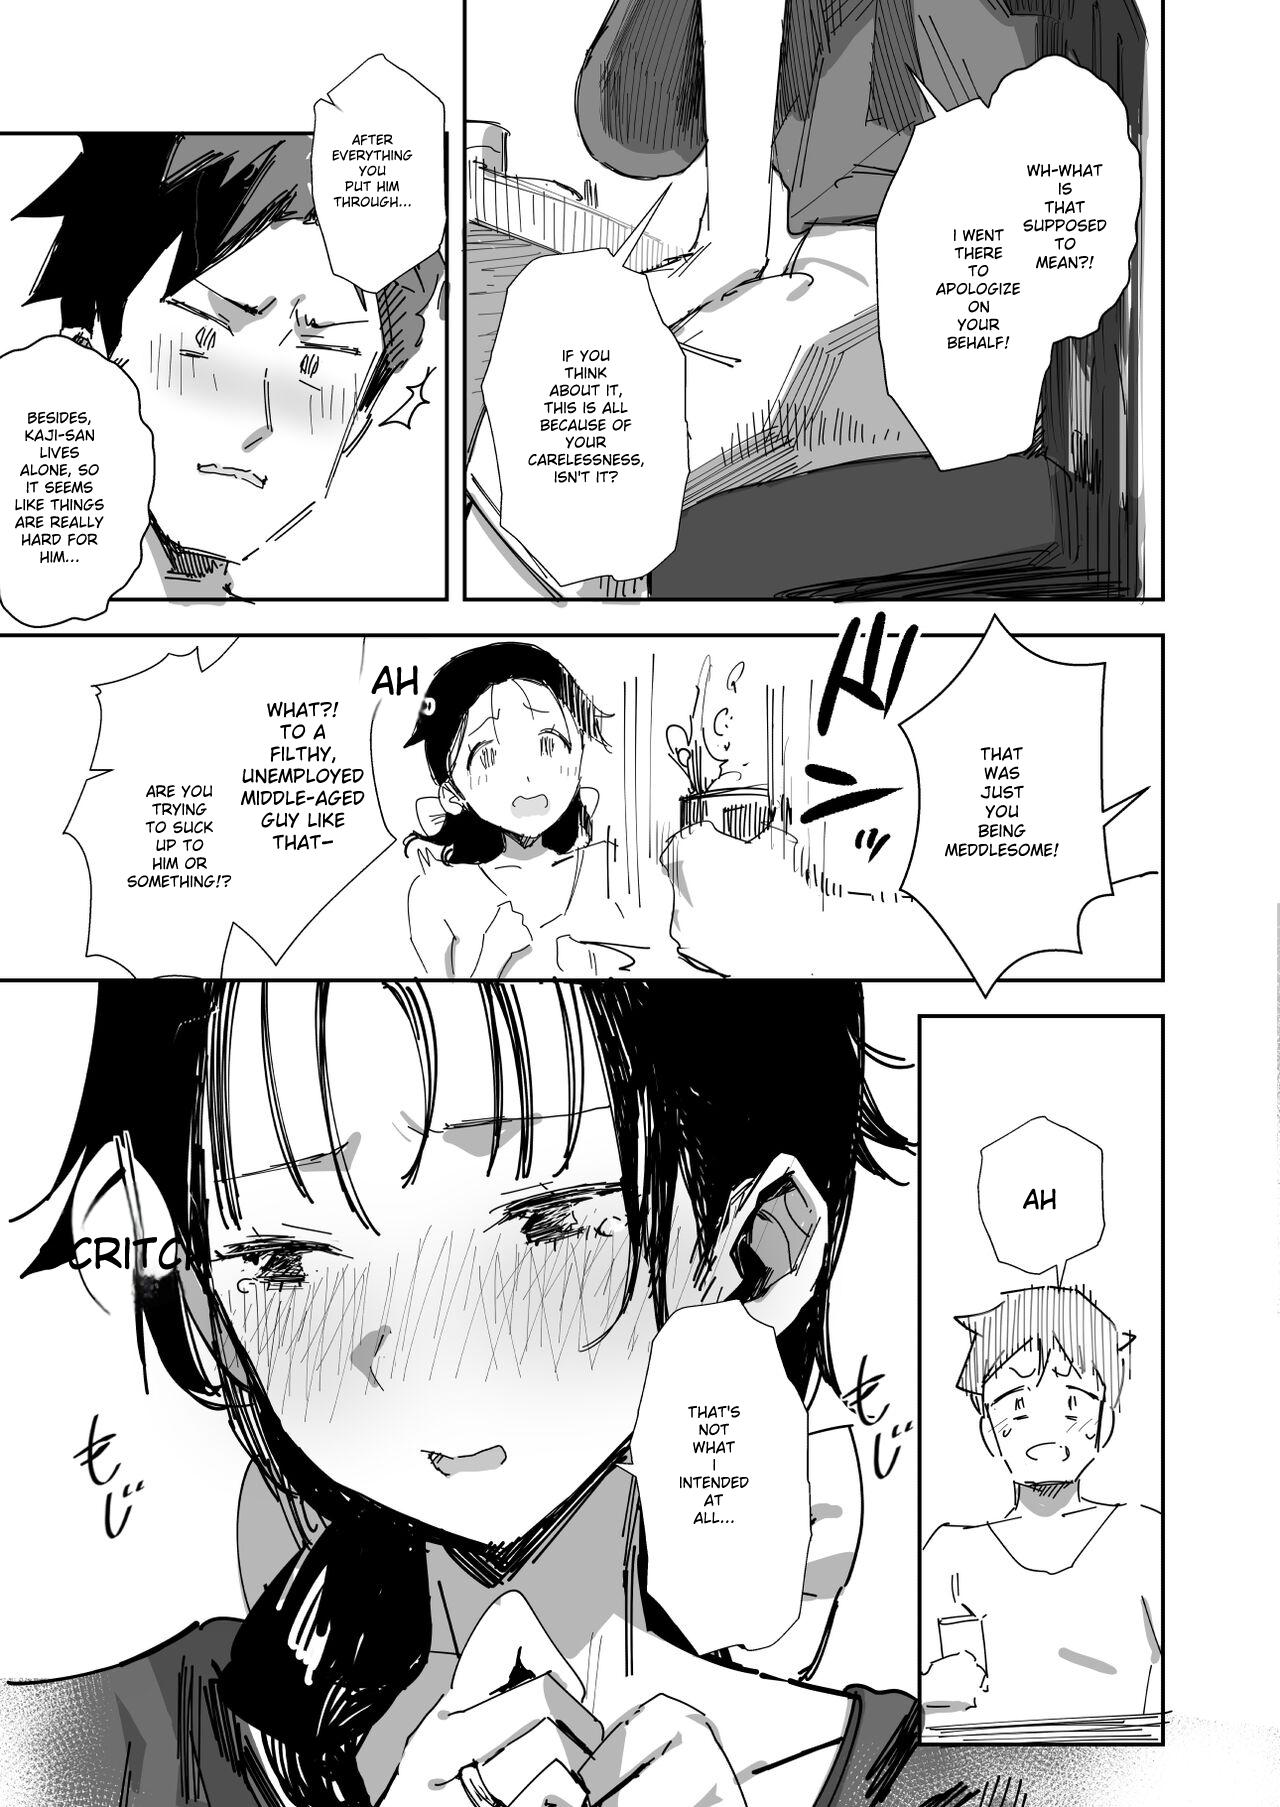 WH-WHAT
IS
THAT
SUPPOSED
TO
MEAN?!
I WENT
THERE
TO
APOLOGIZE
ON
YOUR
BEHALF!
IF YOU
THINK
ABOUT IT,
THIS IS ALL
BECAUSE OF
YOUR
CARELESSNESS,
ISN'T IT?
AFTER
EVERYTHING
YOU
PUT HIM
THROUGH...
BESIDES,
KAJI-SAN
LIVES
ALONE, SO
IT SEEMS
LIKE THINGS
ARE REALLY
HARD FOR
HIM...
THAT
WAS
JUST
YOU
BEING
MEDDLESOME!
AH
WHAT?!
TO A
FILTHY,
UNEMPLOYED
MIDDLE-AGED
GUY LIKE
THAT-
ARE YOU
TRYING
TO SUCK
UP TO
HIM OR
SOMETHING!?
AH
THAT'S
NOT
WHAT
I
INTENDED
AT
ALL...
もじ
CRITCH
もじ